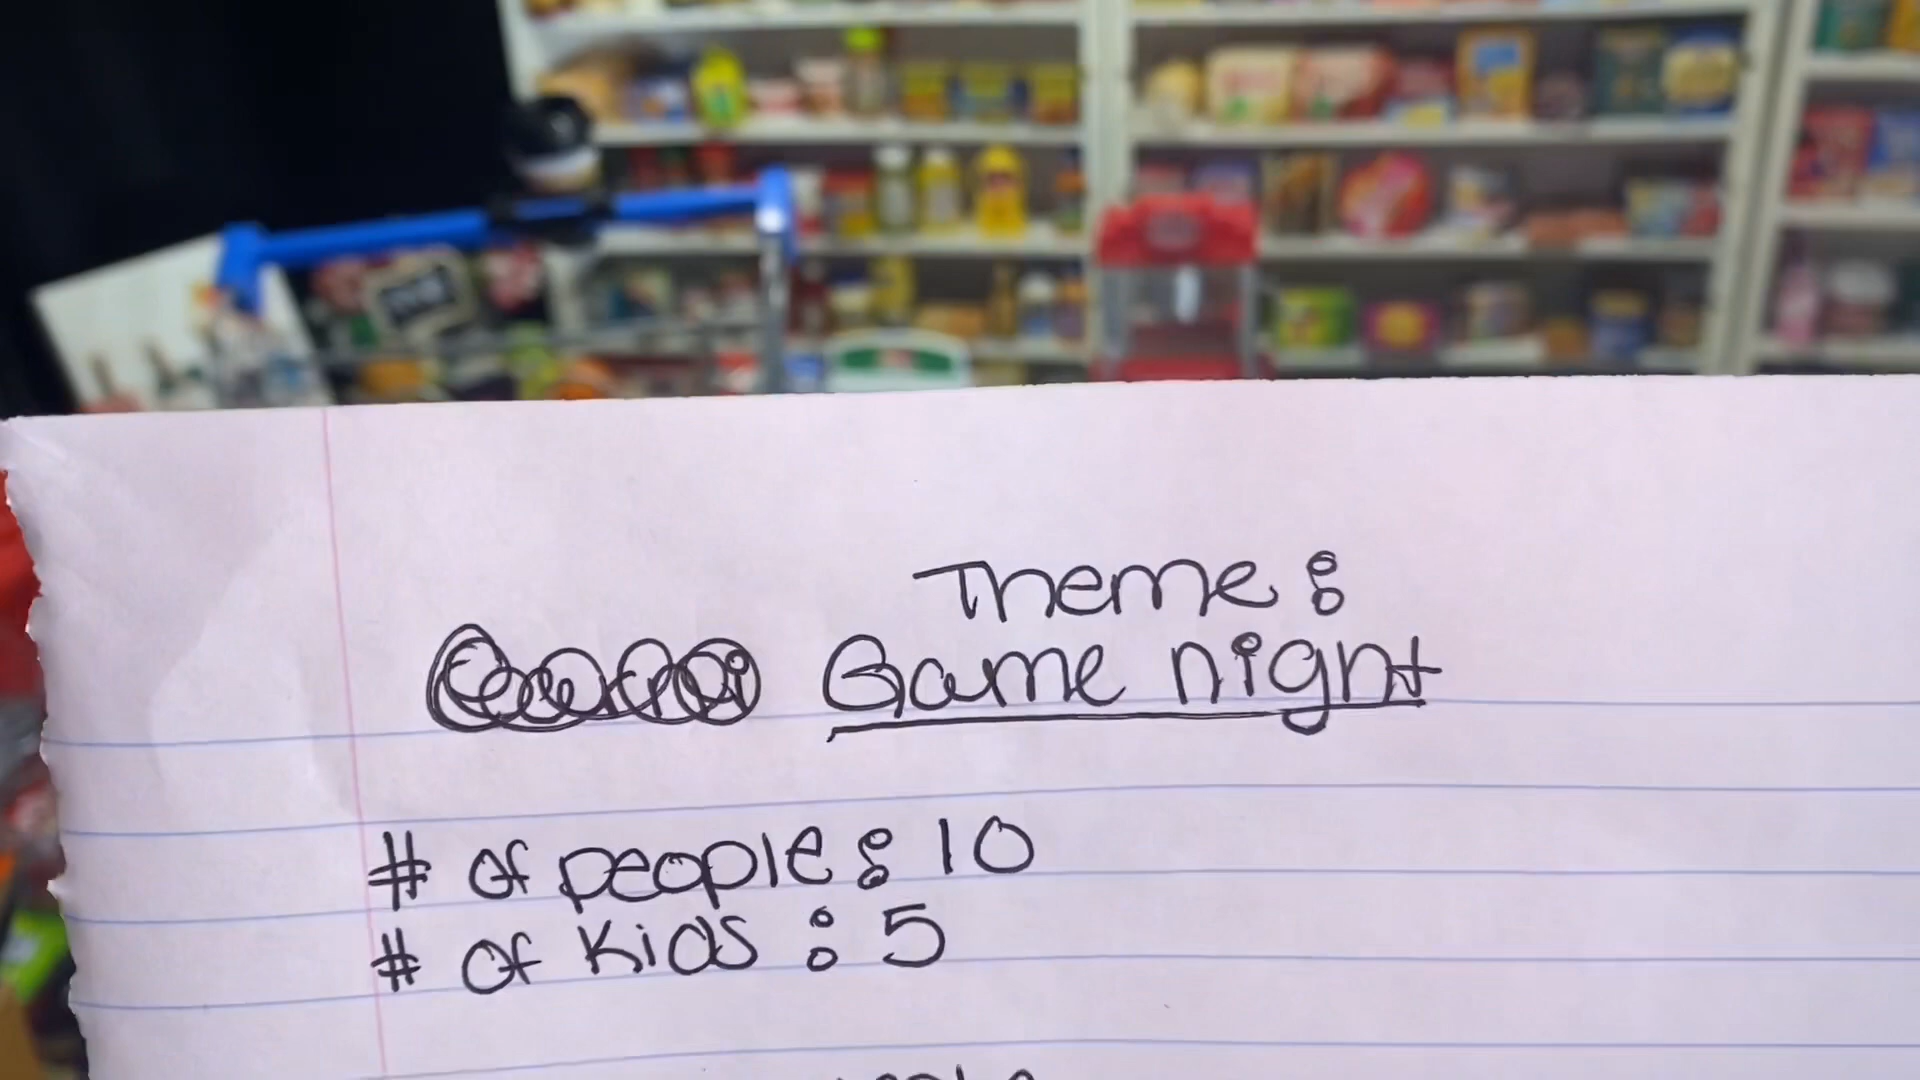 Theme:
Game night
# of people: 10
# of kids: 5